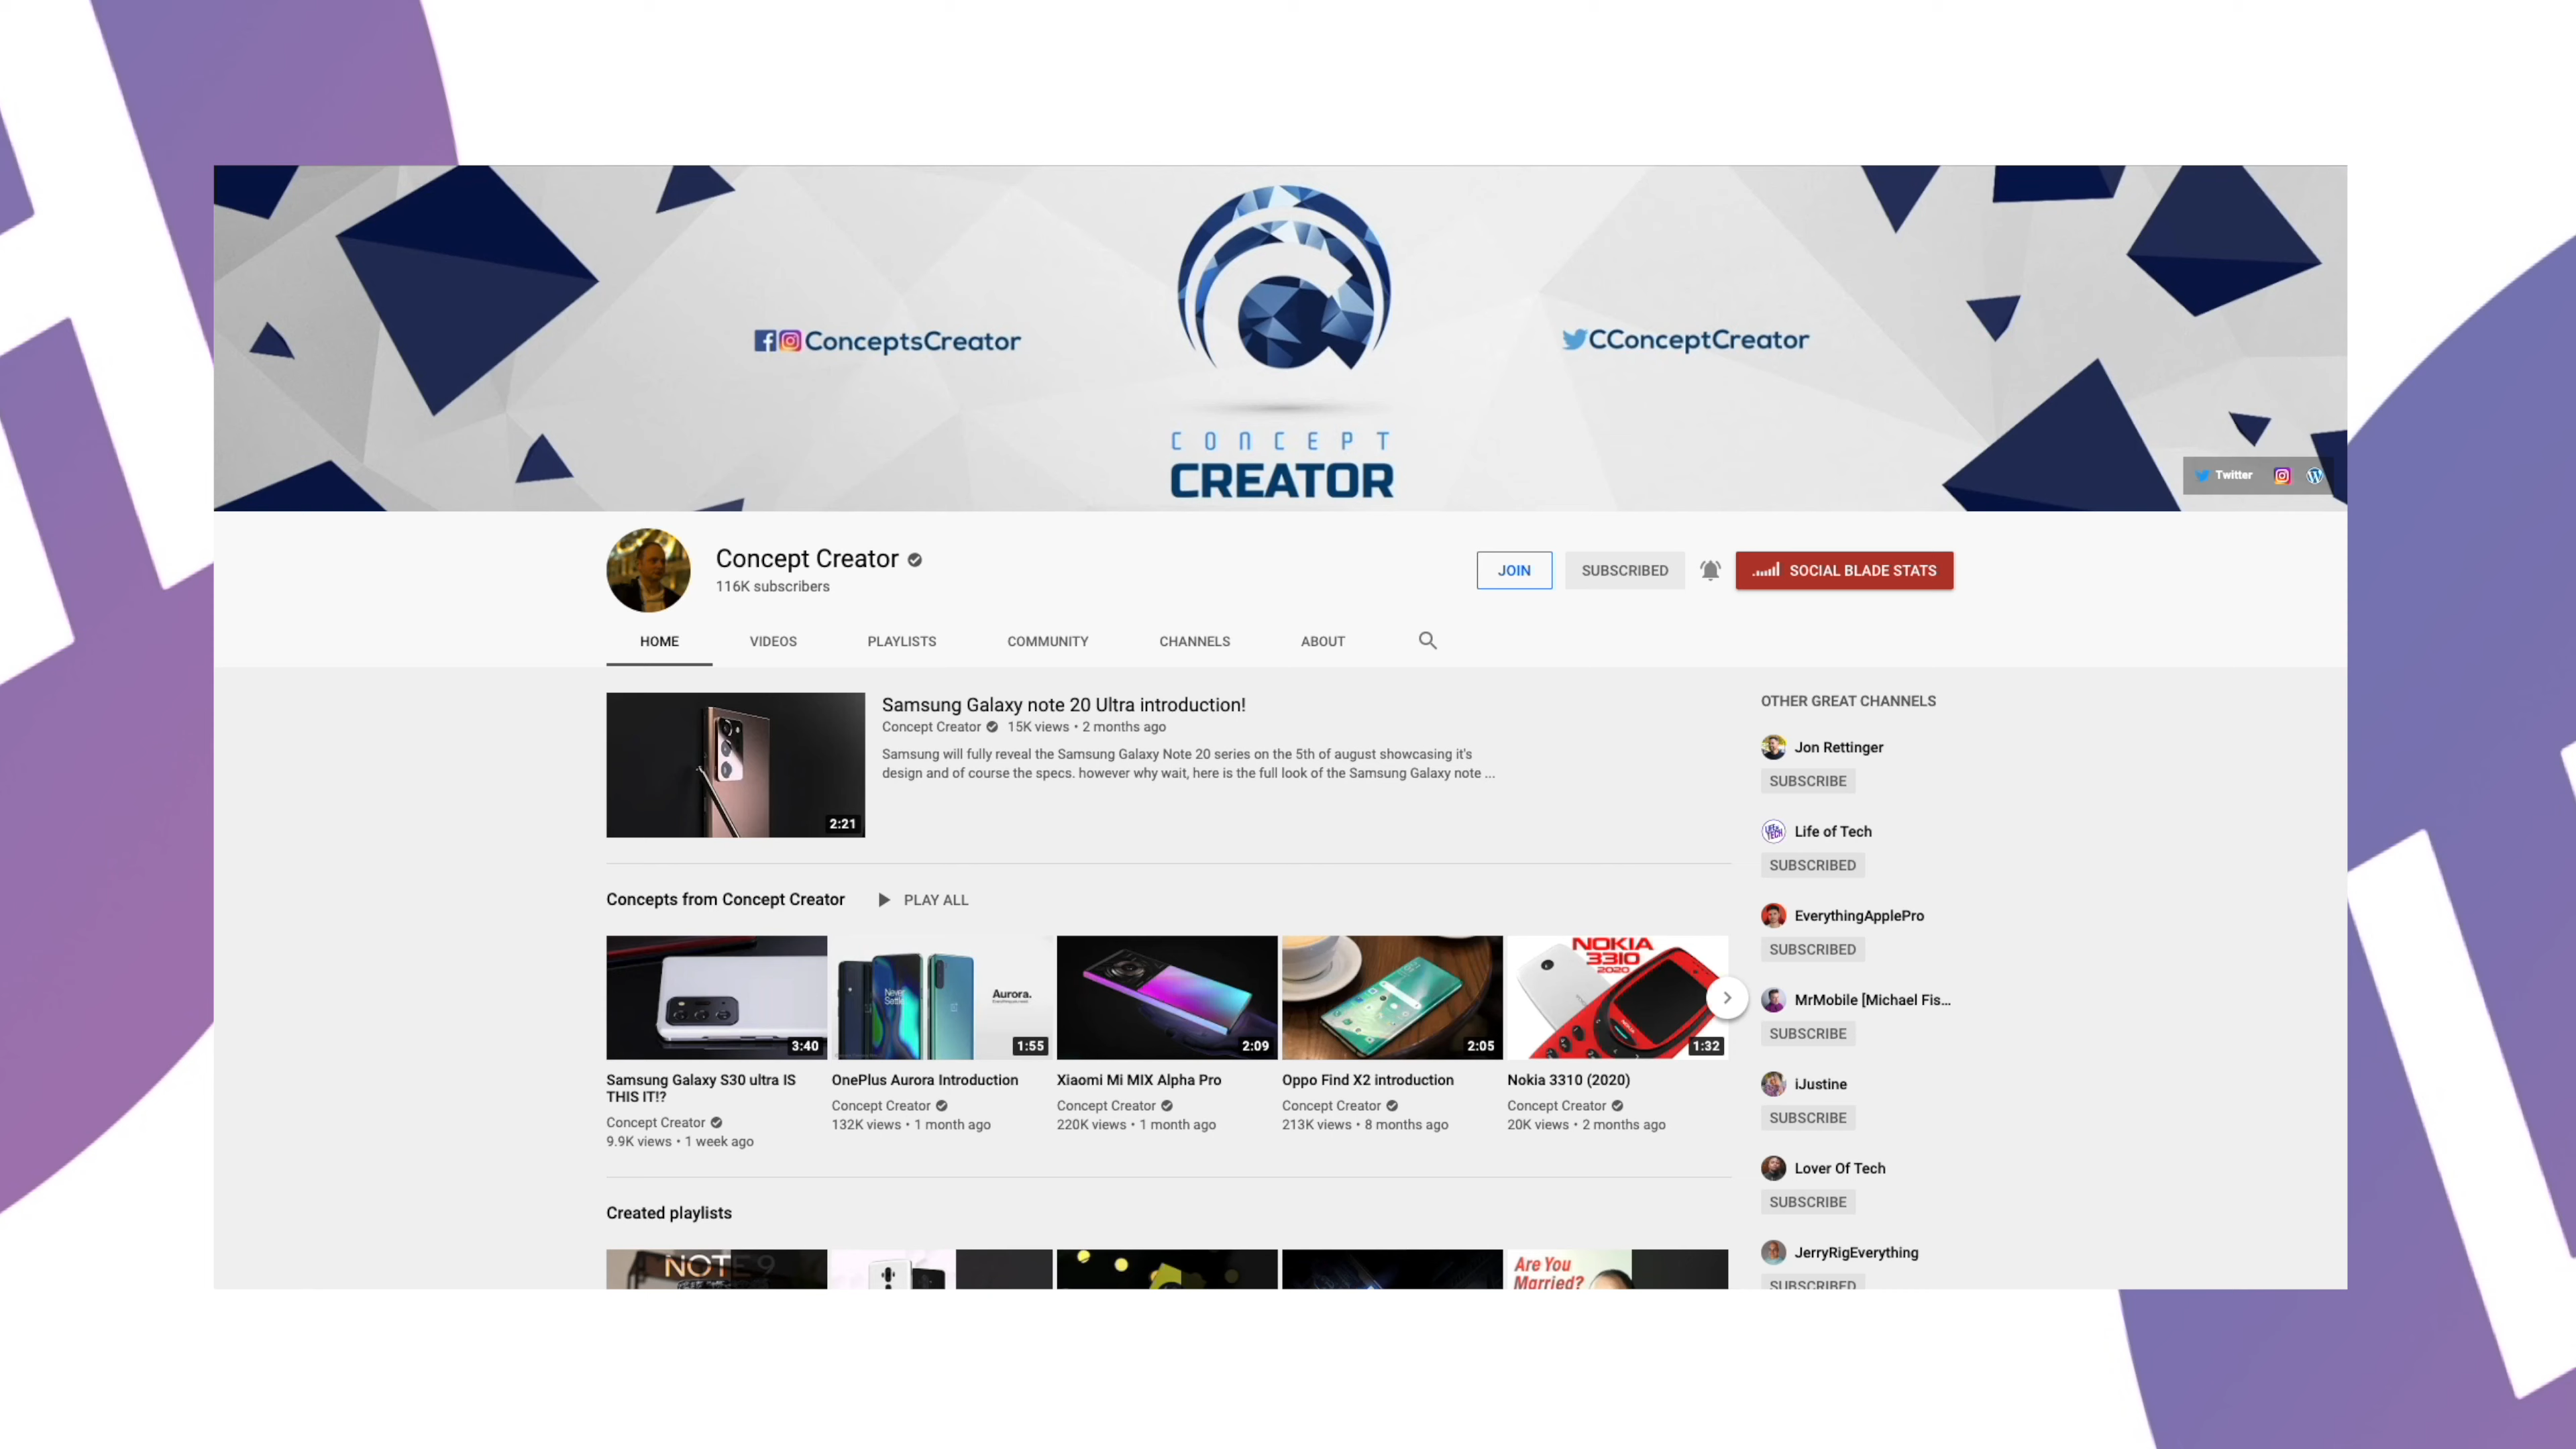 ConceptsCreator
CConceptCreator
CONCEPT
CREATOR
Twitter
Concept Creator
116K subscribers
JOIN
SUBSCRIBED
SOCIAL BLADE STATS
HOME
VIDEOS
PLAYLISTS
COMMUNITY
CHANNELS
ABOUT
2:21
Samsung Galaxy note 20 Ultra introduction!
Concept Creator 15K views • 2 months ago
Samsung will fully reveal the Samsung Galaxy Note 20 series on the 5th of august showcasing it's
design and of course the specs. however why wait, here is the full look of the Samsung Galaxy note ...
Concepts from Concept Creator
PLAY ALL
3:40
Samsung Galaxy S30 ultra IS
THIS IT!?
Concept Creator
9.9K views • 1 week ago
Never
Aurora.
1:55
OnePlus Aurora Introduction
Concept Creator
132K views • 1 month ago
2:09
Xiaomi Mi MIX Alpha Pro
Concept Creator
220K views • 1 month ago
2:05
Oppo Find X2 introduction
Concept Creator
213K views • 8 months ago
NOKIA
3310
2020
1:32
Nokia 3310 (2020)
Concept Creator
20K views • 2 months ago
Created playlists
NOTE 9
Are You
Married?
OTHER GREAT CHANNELS
Jon Rettinger
SUBSCRIBE
Life of Tech
SUBSCRIBED
EverythingApplePro
SUBSCRIBED
MrMobile [Michael Fis...
SUBSCRIBE
iJustine
SUBSCRIBE
Lover Of Tech
SUBSCRIBE
JerryRigEverything
SUBSCRIBED